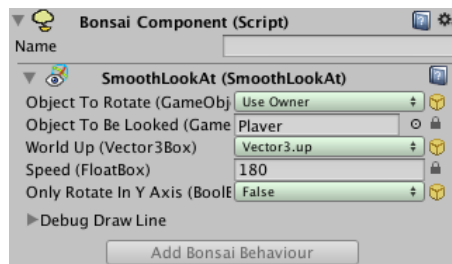 Bonsai Component (Script)
Name
SmoothLookAt (SmoothLookAt)
Object To Rotate (GameObj Use Owner
Object To Be Looked (Game Player
World Up (Vector3Box) Vector3.up
Speed (FloatBox) 180
Only Rotate In Y Axis (BoolE False
Debug Draw Line
Add Bonsai Behaviour